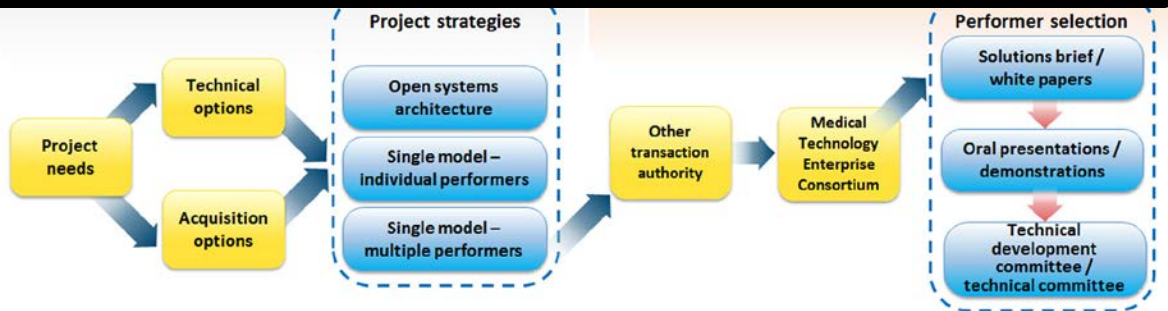 Project needs
Technical options
Acquisition options
Project strategies
Open systems architecture
Single model – individual performers
Single model – multiple performers
Other transaction authority
Medical Technology Enterprise Consortium
Performer selection
Solutions brief / white papers
Oral presentations / demonstrations
Technical development committee / technical committee